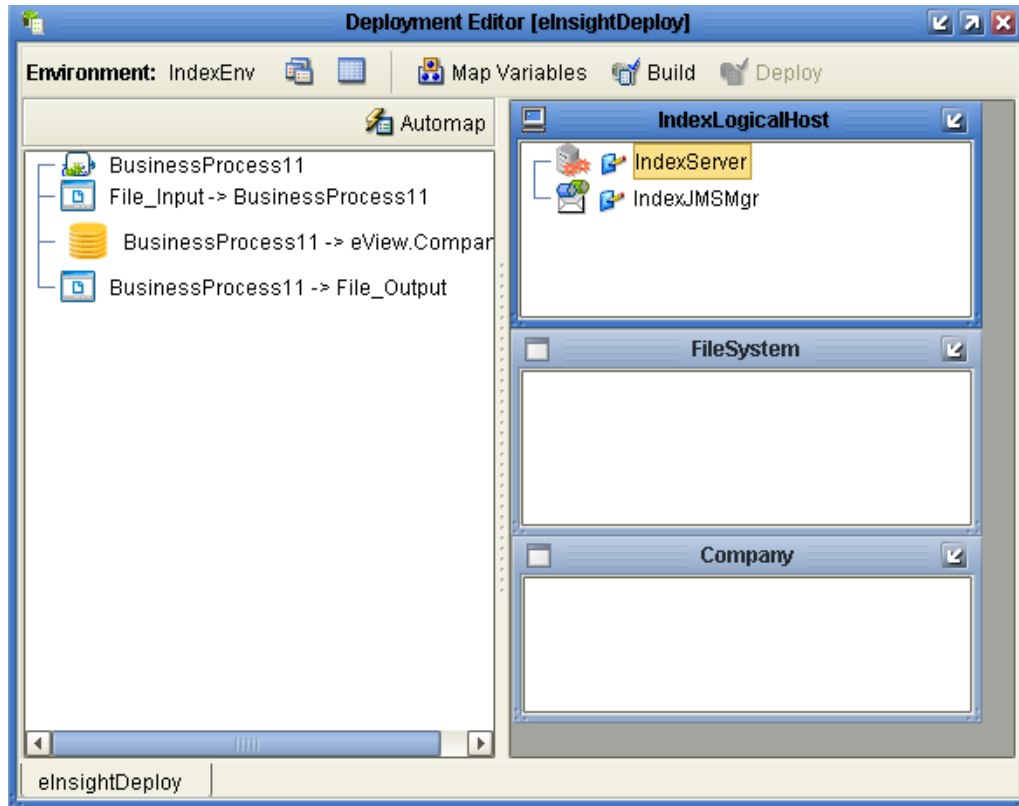 Deployment Editor [eInsightDeploy]
Environment: IndexEnv Map Variables Build Deploy
Automap
BusinessProcess11
File_Input -> BusinessProcess11
BusinessProcess11 -> eView.Compan
BusinessProcess11 -> File_Output
IndexLogicalHost
IndexServer
IndexJMSMgr
FileSystem
Company
eInsightDeploy